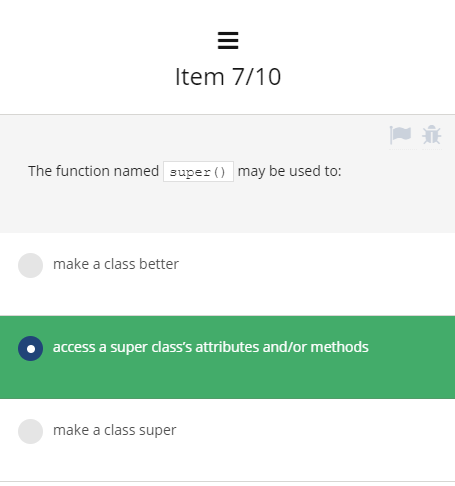 Item 7/10
The function named super() may be used to:
make a class better
access a super class’s attributes and/or methods
make a class super